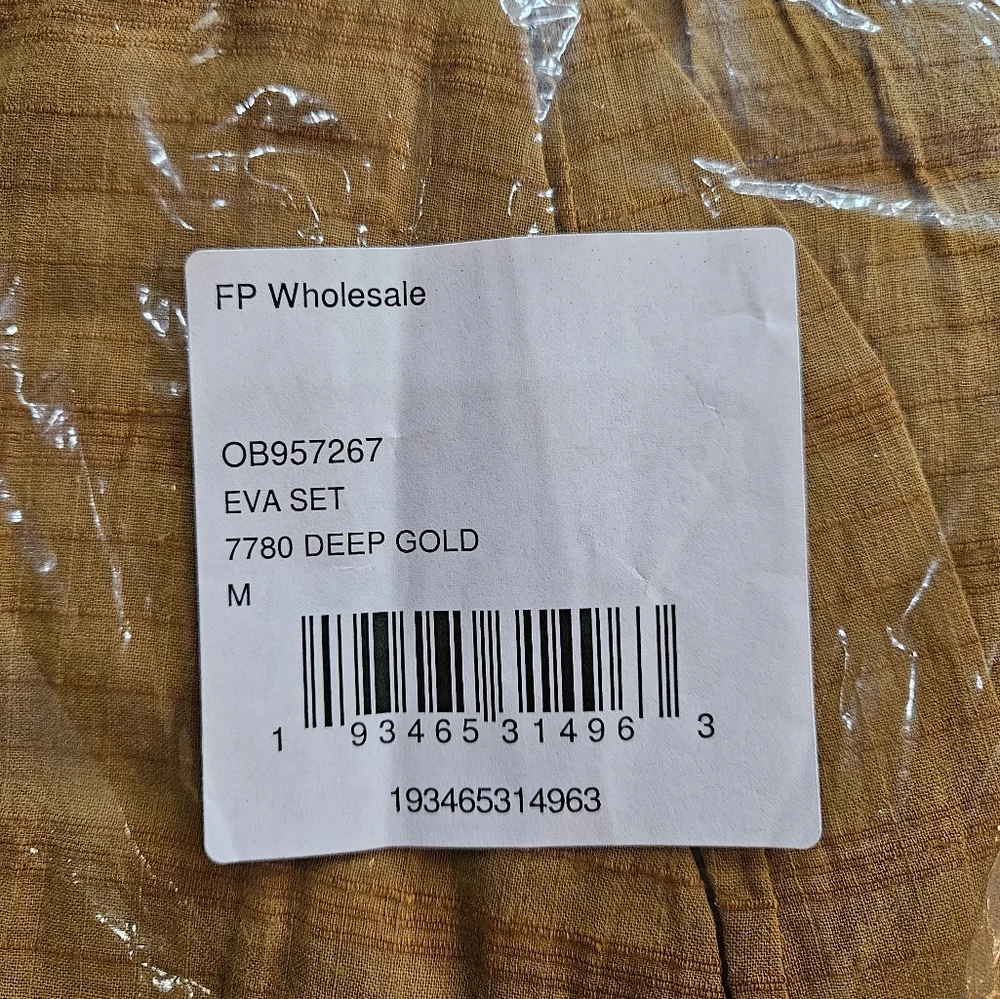 FP Wholesale
OB957267
EVA SET
7780 DEEP GOLD
M
1 93465 31496 3
193465314963